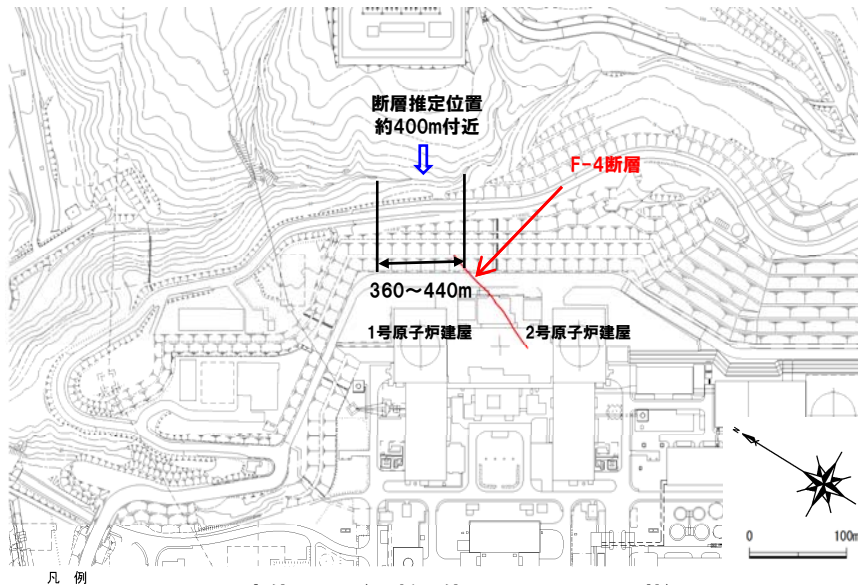 断層推定位置
約400m付近
F-4断層
360～440m
1号原子炉建屋
2号原子炉建屋
N
0 100m
凡 例